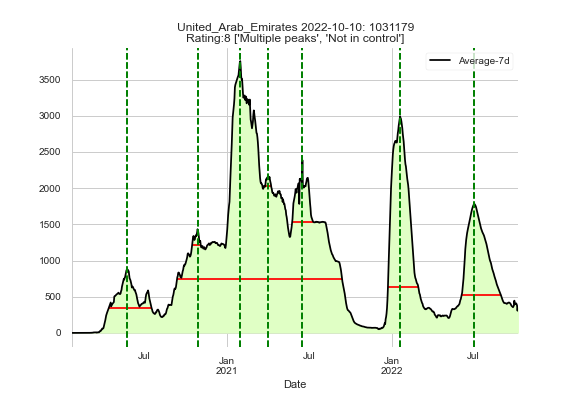 United_Arab_Emirates 2022-10-10: 1031179
Rating:8 ['Multiple peaks', 'Not in control']
Average-7d
3500
3000
2500
2000
1500
1000
500
0
Jul
Jan
2021
Jul
Jan
2022
Jul
Date